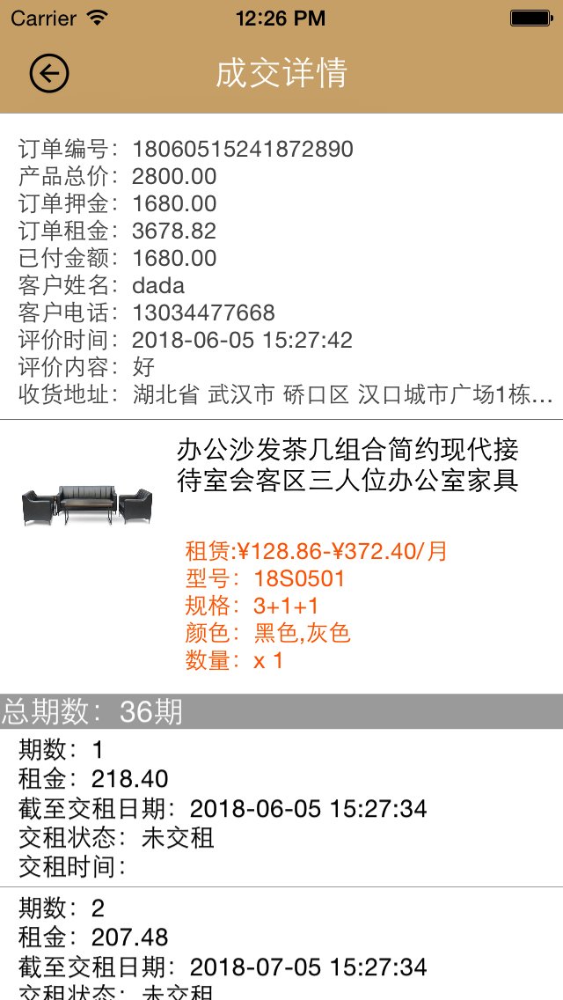 Carrier 12:26 PM
成交详情
订单编号：18060515241872890
产品总价：2800.00
订单押金：1680.00
订单租金：3678.82
已付金额：1680.00
客户姓名：dada
客户电话：13034477668
评价时间：2018-06-05 15:27:42
评价内容：好
收货地址：湖北省 武汉市 硚口区 汉口城市广场1栋...
办公沙发茶几组合简约现代接
待室会客区三人位办公室家具
租赁:¥128.86-¥372.40/月
型号：18S0501
规格：3+1+1
颜色：黑色,灰色
数量：x 1
总期数：36期
期数：1
租金：218.40
截至交租日期：2018-06-05 15:27:34
交租状态：未交租
交租时间：
期数：2
租金：207.48
截至交租日期：2018-07-05 15:27:34
交租状态：未交租